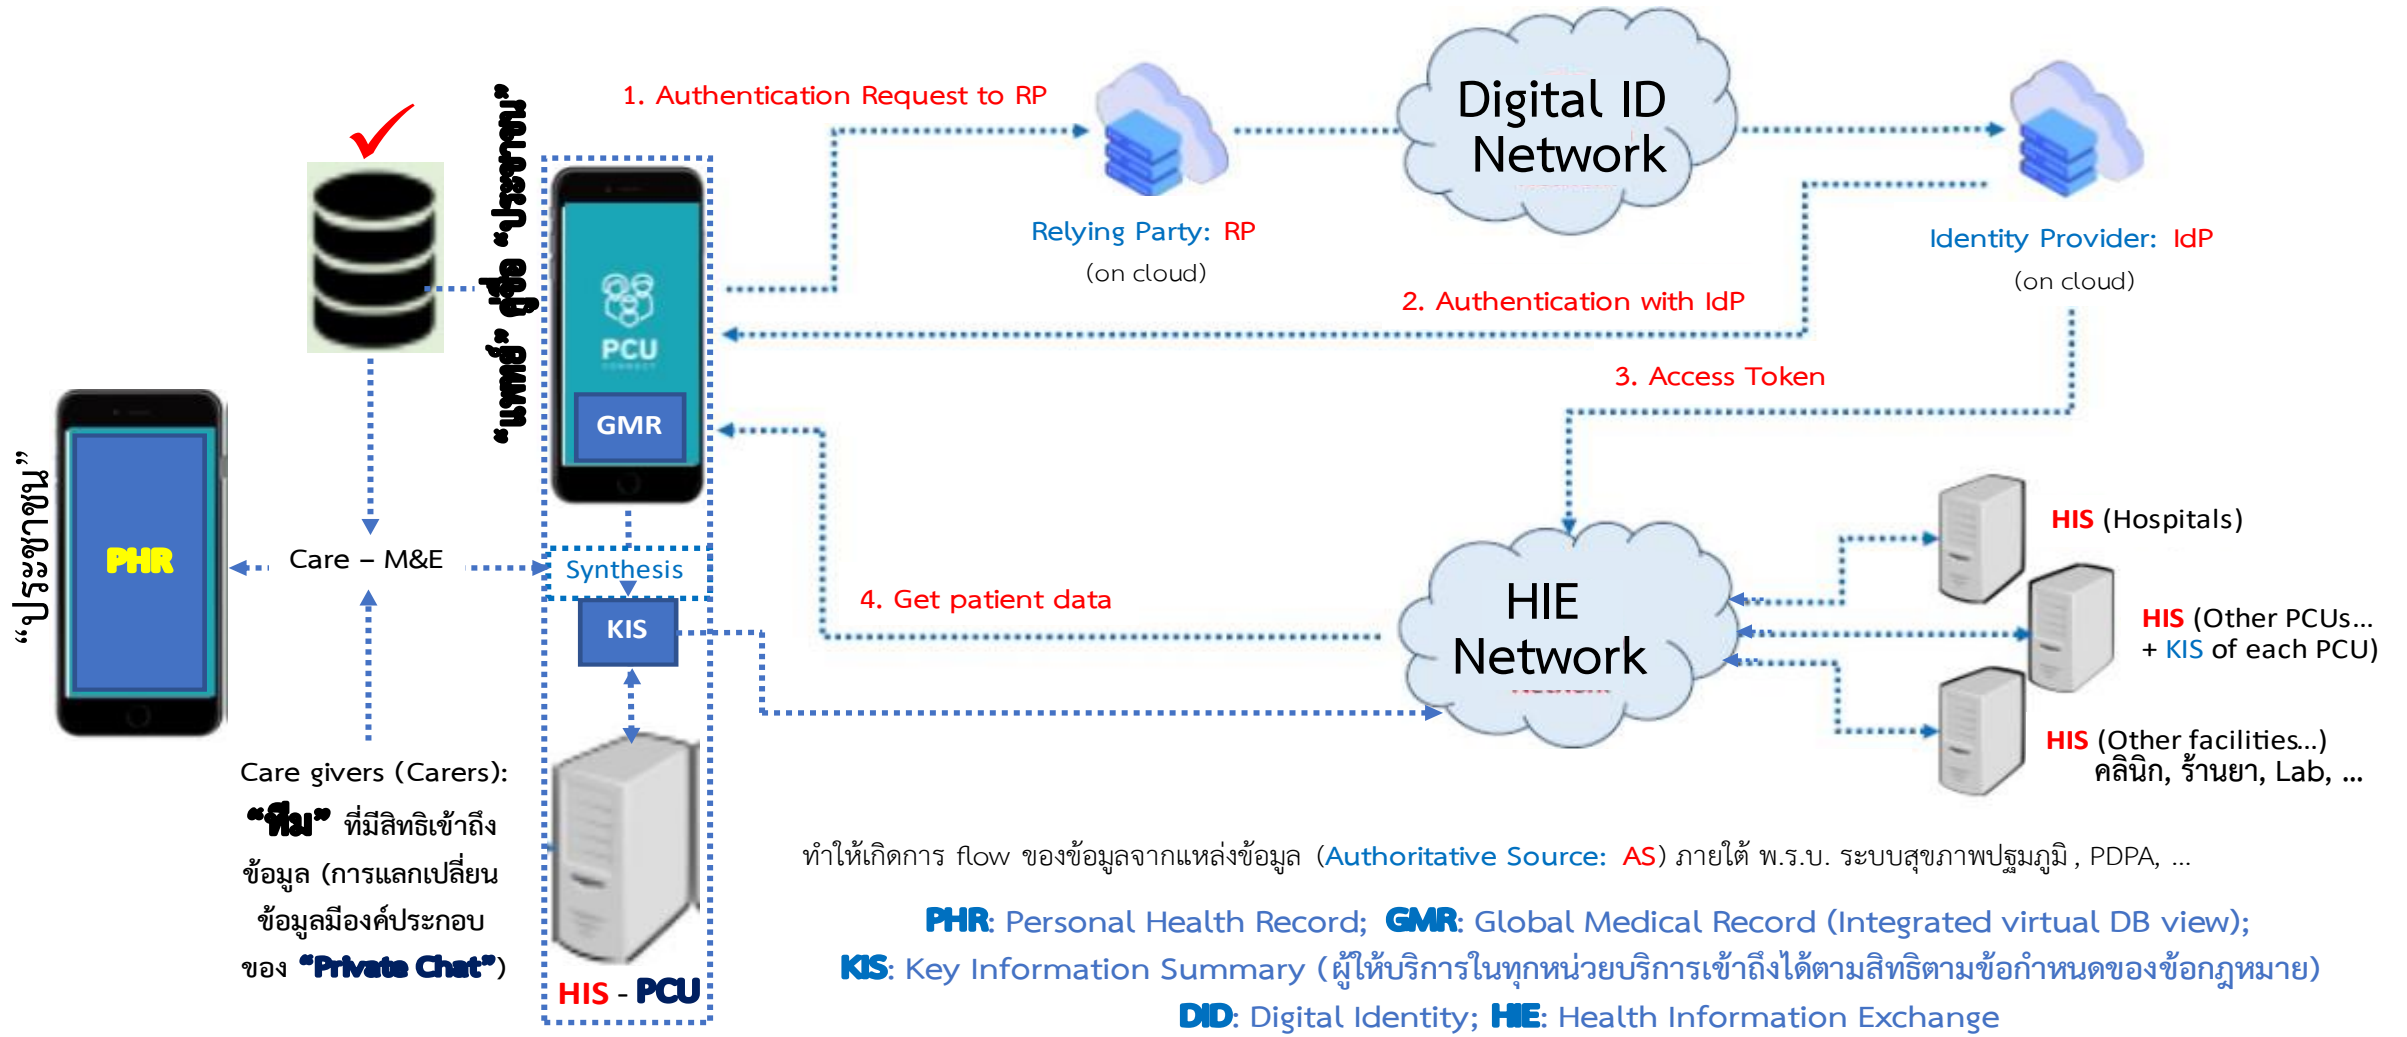 1. Authentication Request to RP
Digital ID
Network
Relying Party: RP
(on cloud)
Identity Provider: IdP
(on cloud)
2. Authentication with IdP
3. Access Token
"แพทย์" คู่ชื่อ "ประชาชน"
PCU
CONNECT
GMR
"ประชาชน"
PHR
Care – M&E
Synthesis
KIS
4. Get patient data
HIE
Network
HIS (Hospitals)
HIS (Other PCUs...
+ KIS of each PCU)
HIS (Other facilities...)
คลินิก, ร้านยา, Lab, ...
Care givers (Carers):
"ทีม" ที่มีสิทธิเข้าถึง
ข้อมูล (การแลกเปลี่ยน
ข้อมูลมีองค์ประกอบ
ของ "Private Chat")
HIS - PCU
ทำให้เกิดการ flow ของข้อมูลจากแหล่งข้อมูล (Authoritative Source: AS) ภายใต้ พ.ร.บ. ระบบสุขภาพปฐมภูมิ , PDPA, ...
PHR: Personal Health Record; GMR: Global Medical Record (Integrated virtual DB view);
KIS: Key Information Summary (ผู้ให้บริการในทุกหน่วยบริการเข้าถึงได้ตามสิทธิตามข้อกำหนดของข้อกฎหมาย)
DID: Digital Identity; HIE: Health Information Exchange